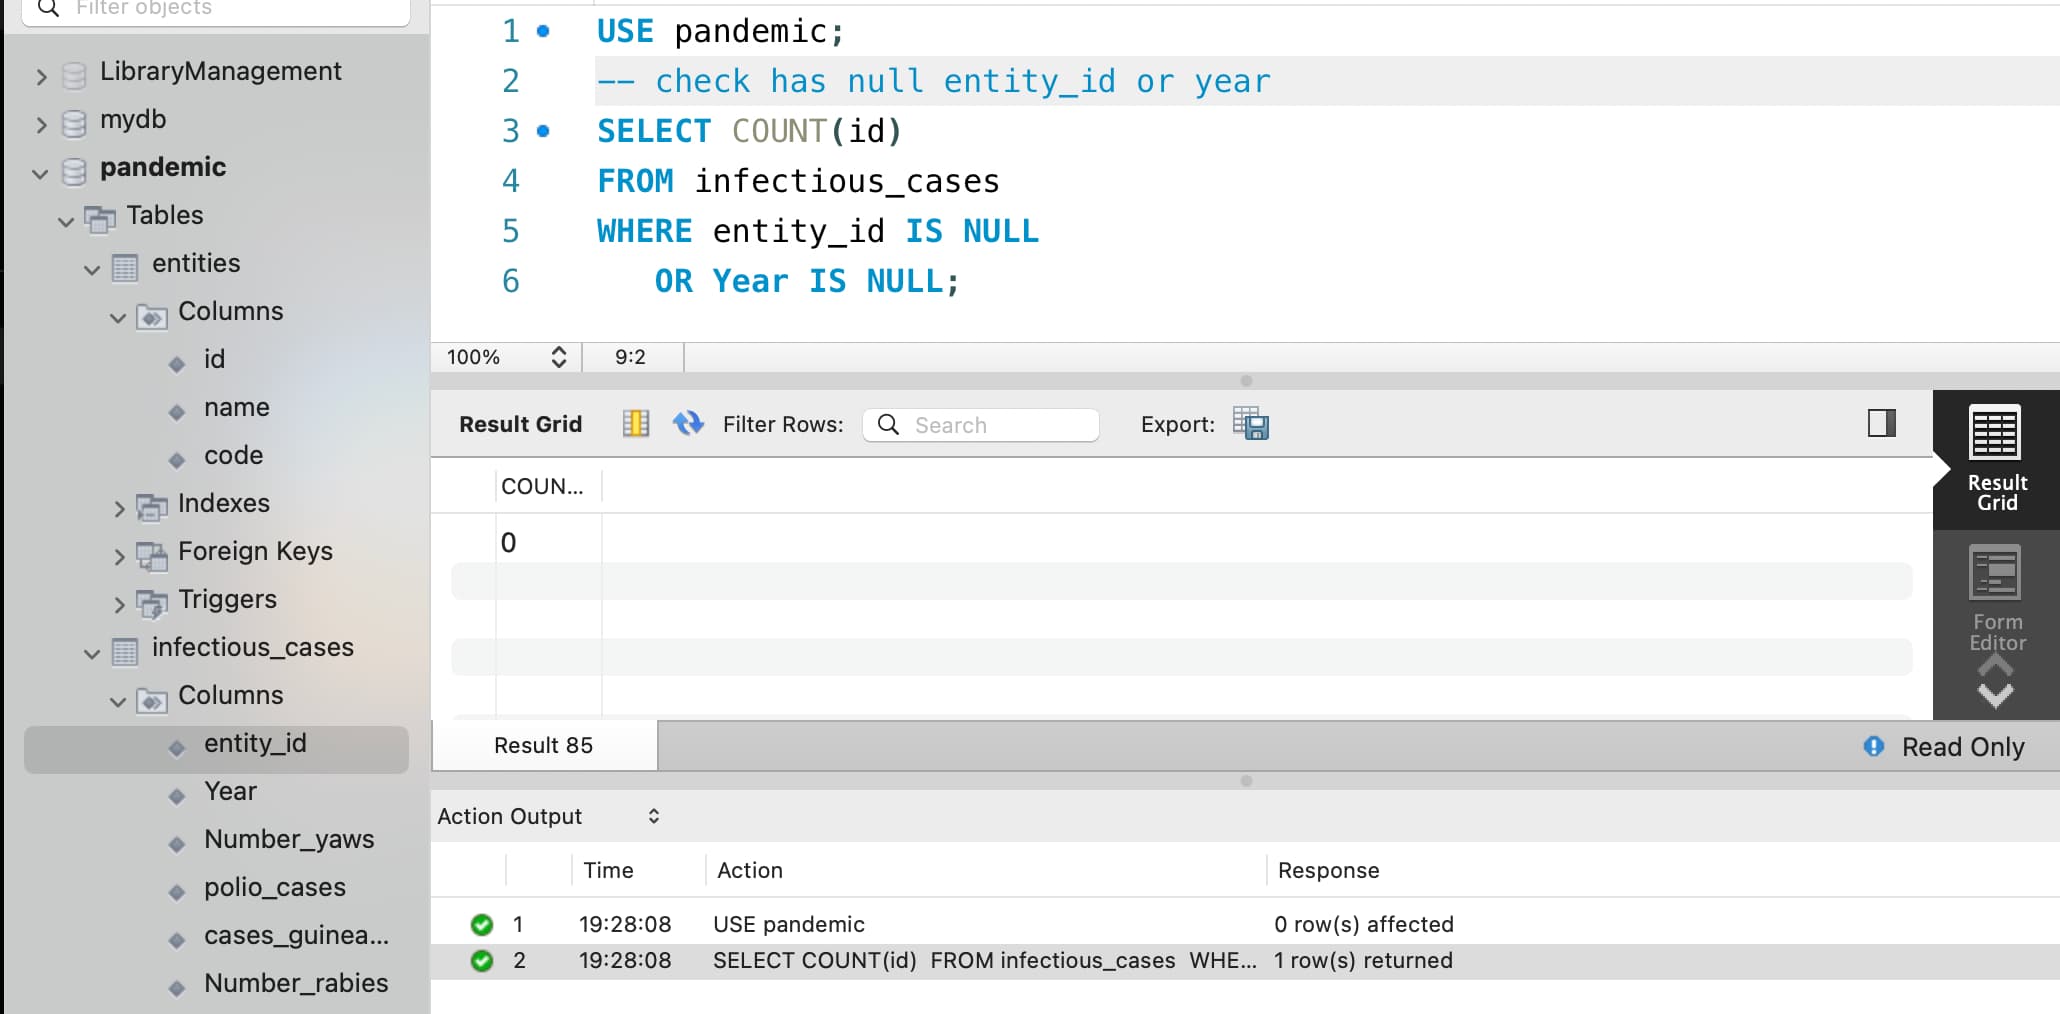 Filter objects
LibraryManagement
mydb
pandemic
Tables
entities
Columns
id
name
code
Indexes
Foreign Keys
Triggers
infectious_cases
Columns
entity_id
Year
Number_yaws
polio_cases
cases_guinea...
Number_rabies
1 USE pandemic;
2 -- check has null entity_id or year
3 SELECT COUNT(id)
4 FROM infectious_cases
5 WHERE entity_id IS NULL
6 OR Year IS NULL;
100% 9:2
Result Grid Filter Rows: Search Export:
COUN...
0
Result
Grid
Form
Editor
Result 85 Read Only
Action Output
Time Action Response
1 19:28:08 USE pandemic 0 row(s) affected
2 19:28:08 SELECT COUNT(id) FROM infectious_cases WHE... 1 row(s) returned